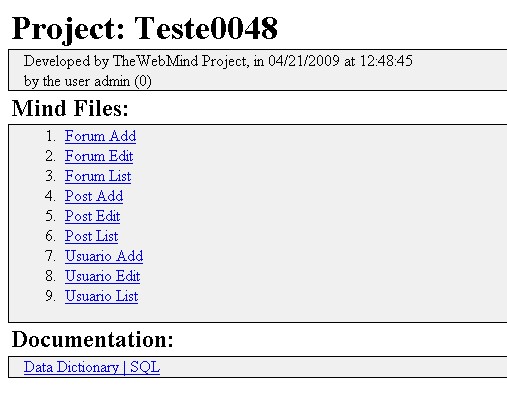 Project: Teste0048
Developed by TheWebMind Project, in 04/21/2009 at 12:48:45
by the user admin (0)
Mind Files:
1. Forum Add
2. Forum Edit
3. Forum List
4. Post Add
5. Post Edit
6. Post List
7. Usuario Add
8. Usuario Edit
9. Usuario List
Documentation:
Data Dictionary | SQL